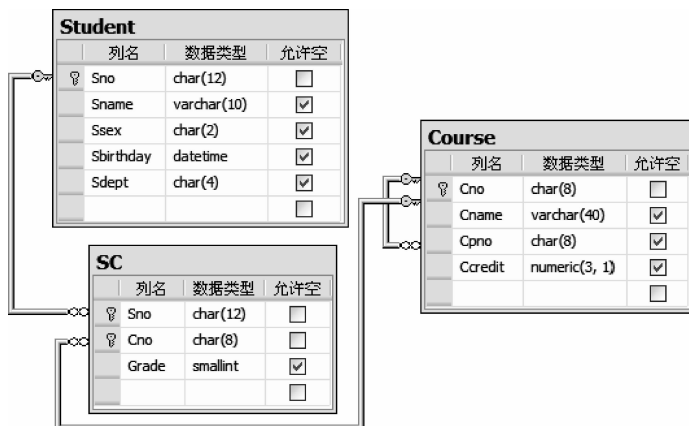 Student
列名 数据类型 允许空
Sno char(12)
Sname varchar(10)
Ssex char(2)
Sbirthday datetime
Sdept char(4)
Course
列名 数据类型 允许空
Cno char(8)
Cname varchar(40)
Cpno char(8)
Ccredit numeric(3, 1)
SC
列名 数据类型 允许空
Sno char(12)
Cno char(8)
Grade smallint